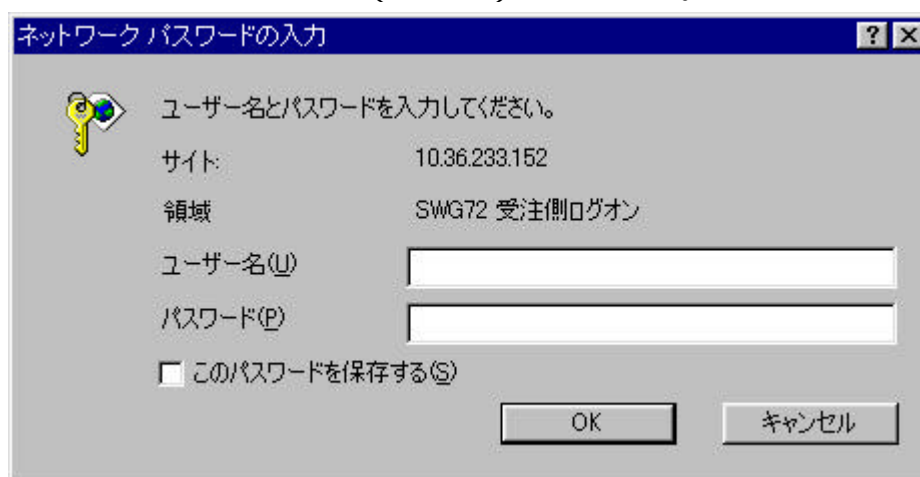 ネットワーク パスワードの入力
ユーザー名とパスワードを入力してください。
サイト: 10.36.233.152
領域 SWG72 受注側ログオン
ユーザー名(U)
パスワード(P)
このパスワードを保存する(S)
OK キャンセル